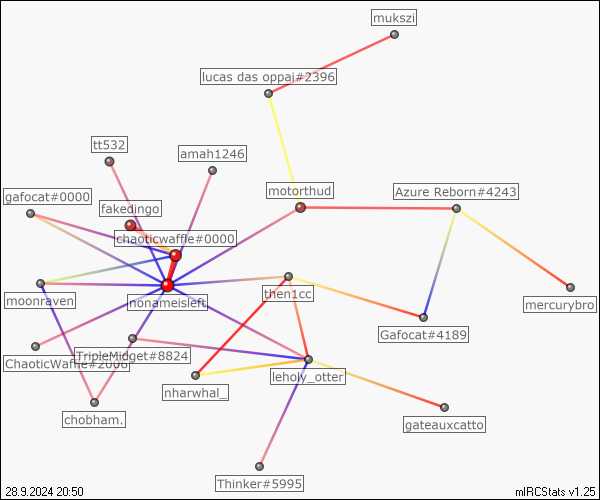 mukszi
lucas das oppai#2396
tt532
amah1246
gafocat#0000
motorthud
Azure Reborn#4243
fakedingo
chaoticwaffle#0000
moonraven
nonameisleft
then1cc
mercurybro
Gafocat#4189
ChaoticWaffle#2006
TripleMidget#8824
nharwhal_
leholy_otter
chobham.
gateauxcatto
Thinker#5995
28.9.2024 20:50
mIRCStats v1.25